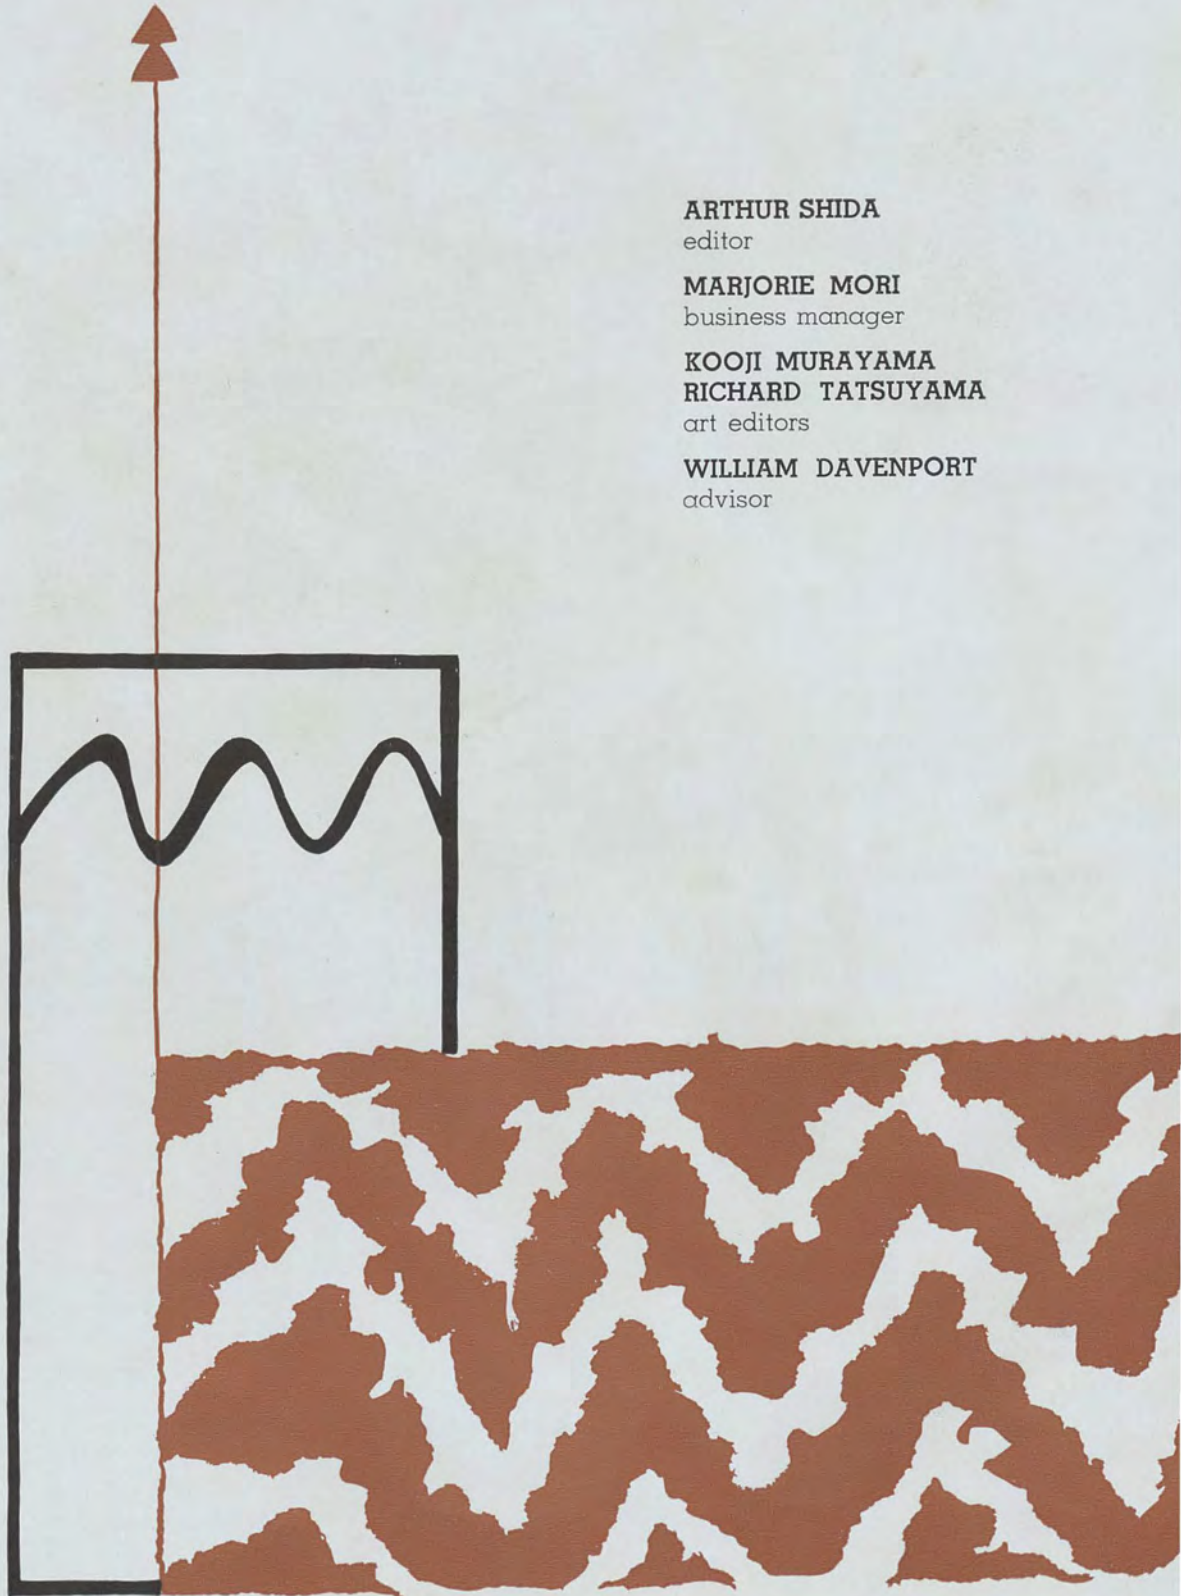 ARTHUR SHIDA
editor
MARJORIE MORI
business manager
KOOJI MURAYAMA
RICHARD TATSUYAMA
art editors
WILLIAM DAVENPORT
advisor